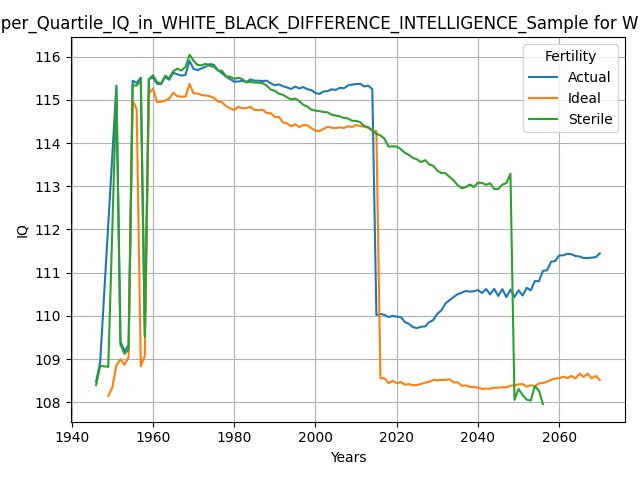 per_Quartile_IQ_in_WHITE_BLACK_DIFFERENCE_INTELLIGENCE_Sample for W
Fertility
Actual
Ideal
Sterile
116
115
114
113
112
111
110
109
108
IQ
1940
1960
1980
2000
2020
2040
2060
Years